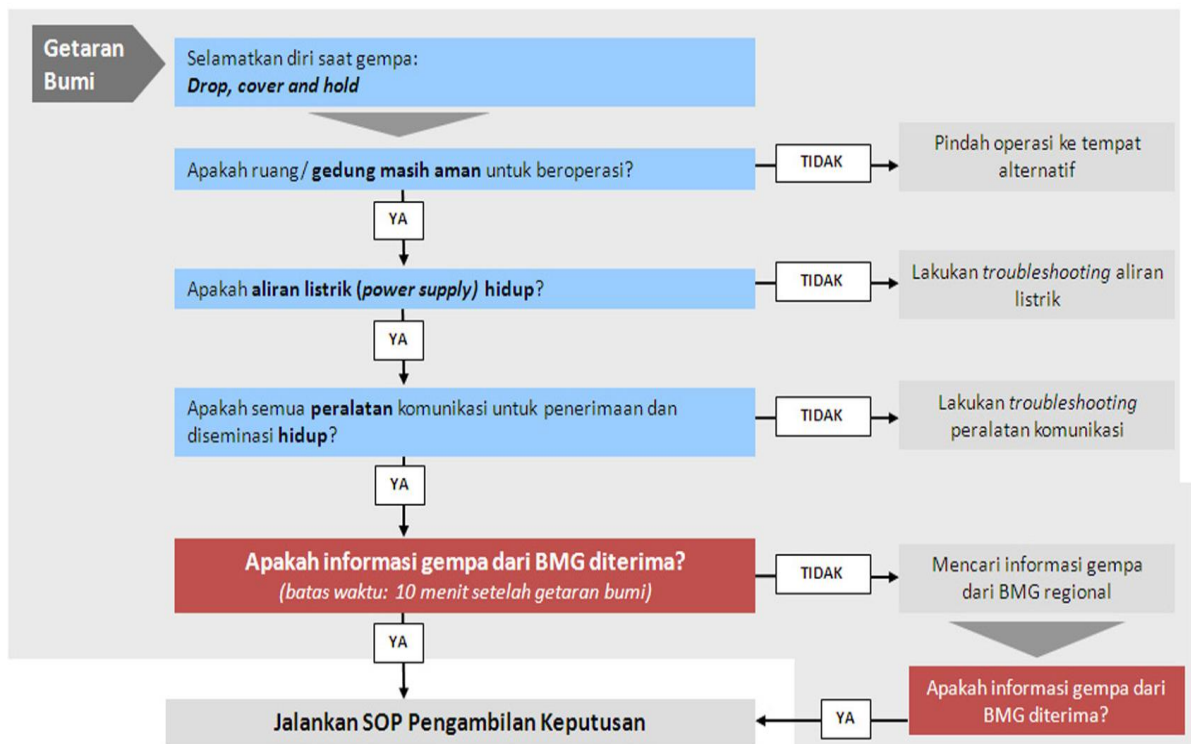 Getaran
Bumi
Selamatkan diri saat gempa:
Drop, cover and hold
Apakah ruang/ gedung masih aman untuk beroperasi?
TIDAK
Pindah operasi ke tempat
alternatif
YA
Apakah aliran listrik (power supply) hidup?
TIDAK
Lakukan troubleshooting aliran
listrik
YA
Apakah semua peralatan komunikasi untuk penerimaan dan
diseminasi hidup?
TIDAK
Lakukan troubleshooting
peralatan komunikasi
YA
Apakah informasi gempa dari BMG diterima?
(batas waktu: 10 menit setelah getaran bumi)
TIDAK
Mencari informasi gempa
dari BMG regional
YA
Apakah informasi gempa dari
BMG diterima?
YA
Jalankan SOP Pengambilan Keputusan